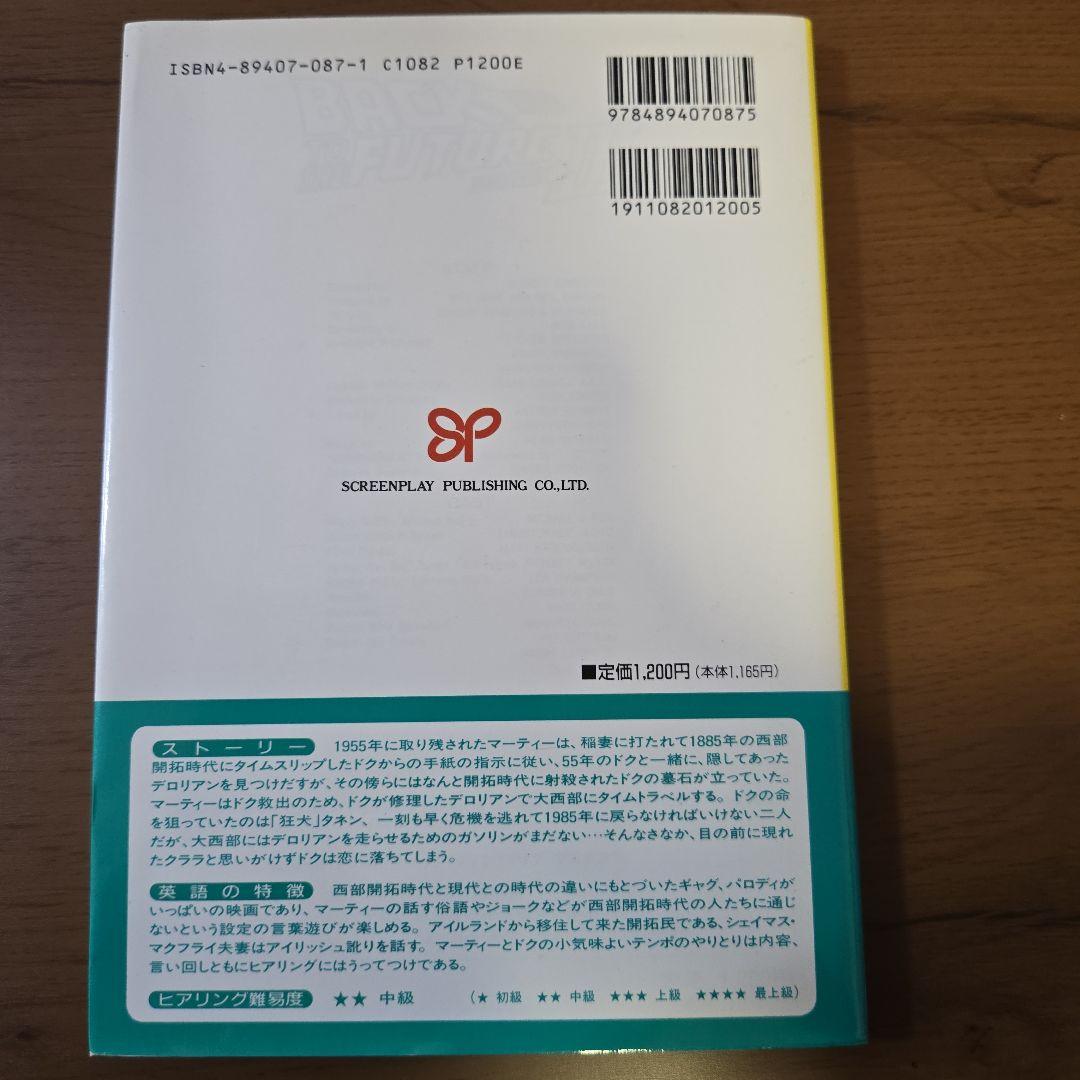 ISBN4-89407-087-1 C1082 P1200E
9784894070875
1911082012005
BACK
TO THE FUTURE
SP
SCREENPLAY PUBLISHING CO.,LTD.
■定価1,200円(本体1,165円)
ストーリー 1955年に取り残されたマーティーは、稲妻に打たれて1885年の西部
開拓時代にタイムスリップしたドクからの手紙の指示に従い、55年のドクと一緒に、隠してあった
デロリアンを見つけだすが、その傍らにはなんと開拓時代に射殺されたドクの墓石が立っていた。
マーティーはドク救出のため、ドクが修理したデロリアンで大西部にタイムトラベルする。ドクの命
を狙っていたのは「狂犬」タネン、一刻も早く危機を逃れて1985年に戻らなければいけない二人
だが、大西部にはデロリアンを走らせるためのガソリンがまだない…そんなさなか、目の前に現れ
たクララと思いがけずドクは恋に落ちてしまう。
英語の特徴 西部開拓時代と現代との時代の違いにもとづいたギャグ、パロディが
いっぱいの映画であり、マーティーの話す俗語やジョークなどが西部開拓時代の人たちに通じ
ないという設定の言葉遊びが楽しめる。アイルランドから移住して来た開拓民である、シェイマス・
マクフライ夫妻はアイリッシュ訛りを話す。マーティーとドクの小気味よいテンポのやりとりは内容、
言い回しともにヒアリングにはうってつけである。
ヒアリング難易度 ★★ 中級 (★ 初級 ★★ 中級 ★★★ 上級 ★★★★ 最上級)